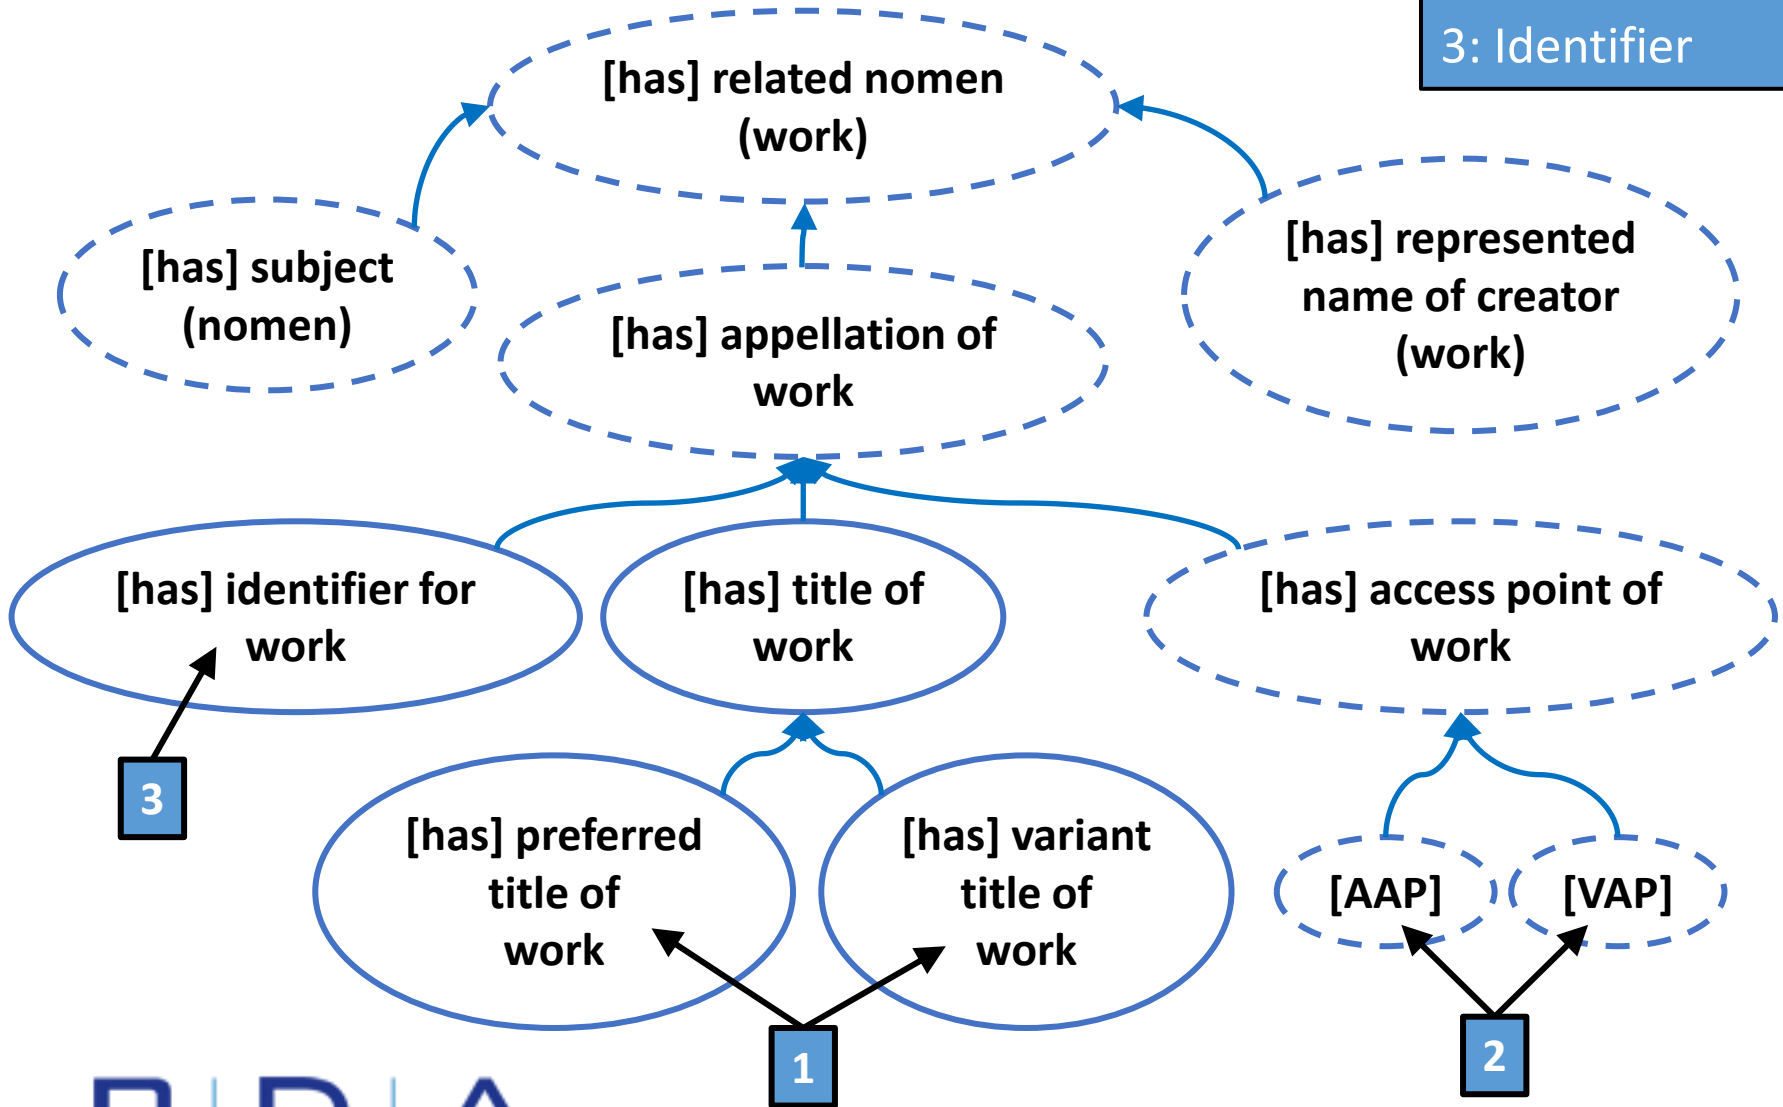 3: Identifier
[has] related nomen
(work)
[has] subject
(nomen)
[has] appellation of
work
[has] represented
name of creator
(work)
[has] identifier for
work
[has] title of
work
[has] access point of
work
3
[has] preferred
title of
work
[has] variant
title of
work
[AAP]
[VAP]
1
2
RDA